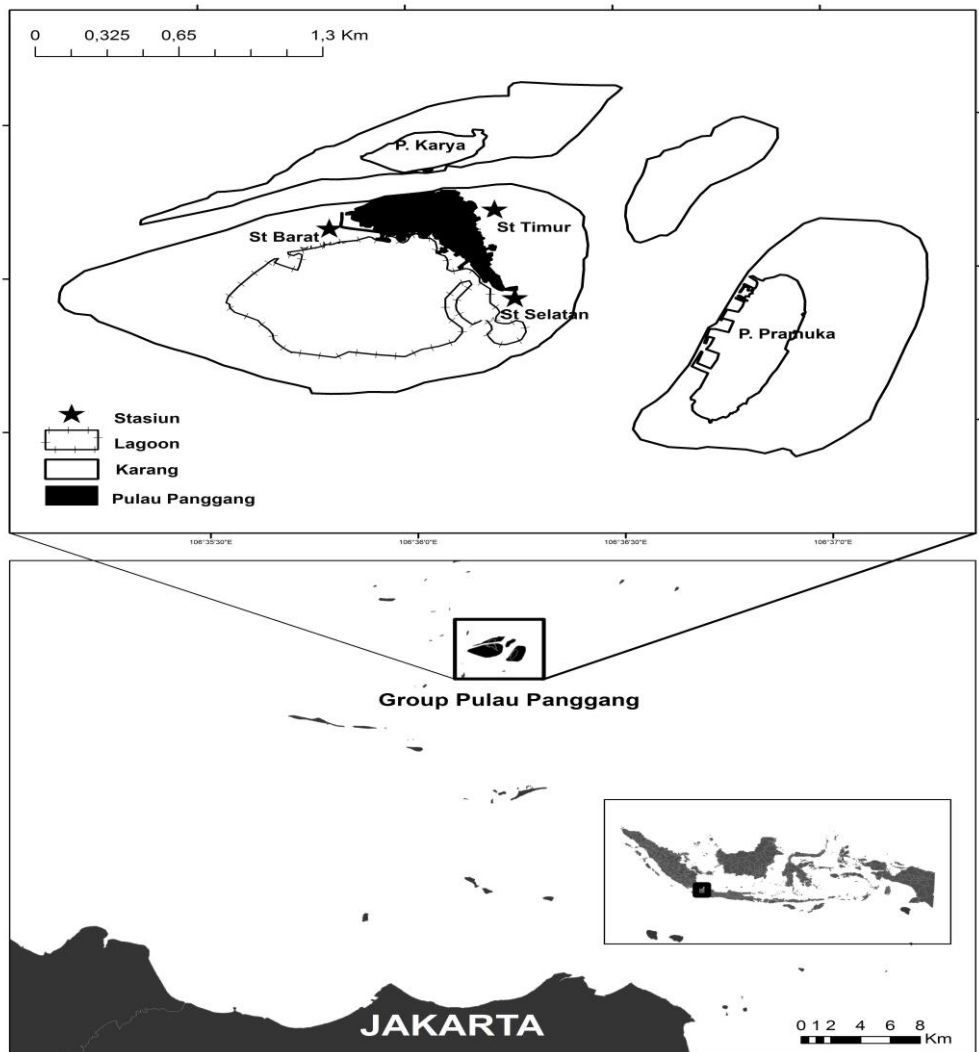 0 0,325 0,65 1,3 Km
P. Karya
St Barat
St Timur
St Selatan
P. Pramuka
Stasiun
Lagoon
Karang
Pulau Panggang
106°35'30"E 106°36'0"E 106°36'30"E 106°37'0"E
Group Pulau Panggang
JAKARTA
0 1 2 4 6 8
Km